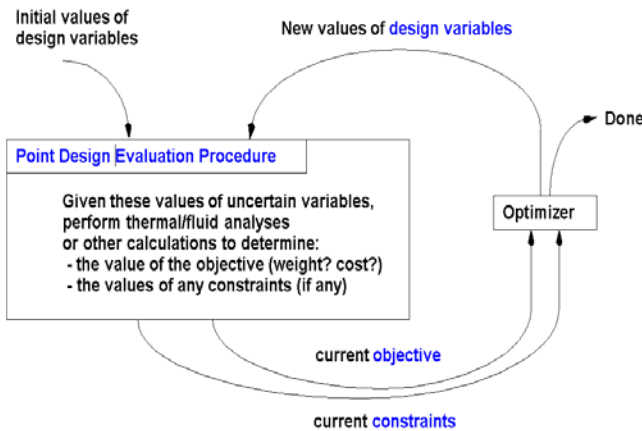 Initial values of
design variables
New values of design variables
Done
Point Design Evaluation Procedure
Given these values of uncertain variables,
perform thermal/fluid analyses
or other calculations to determine:
- the value of the objective (weight? cost?)
- the values of any constraints (if any)
Optimizer
current objective
current constraints